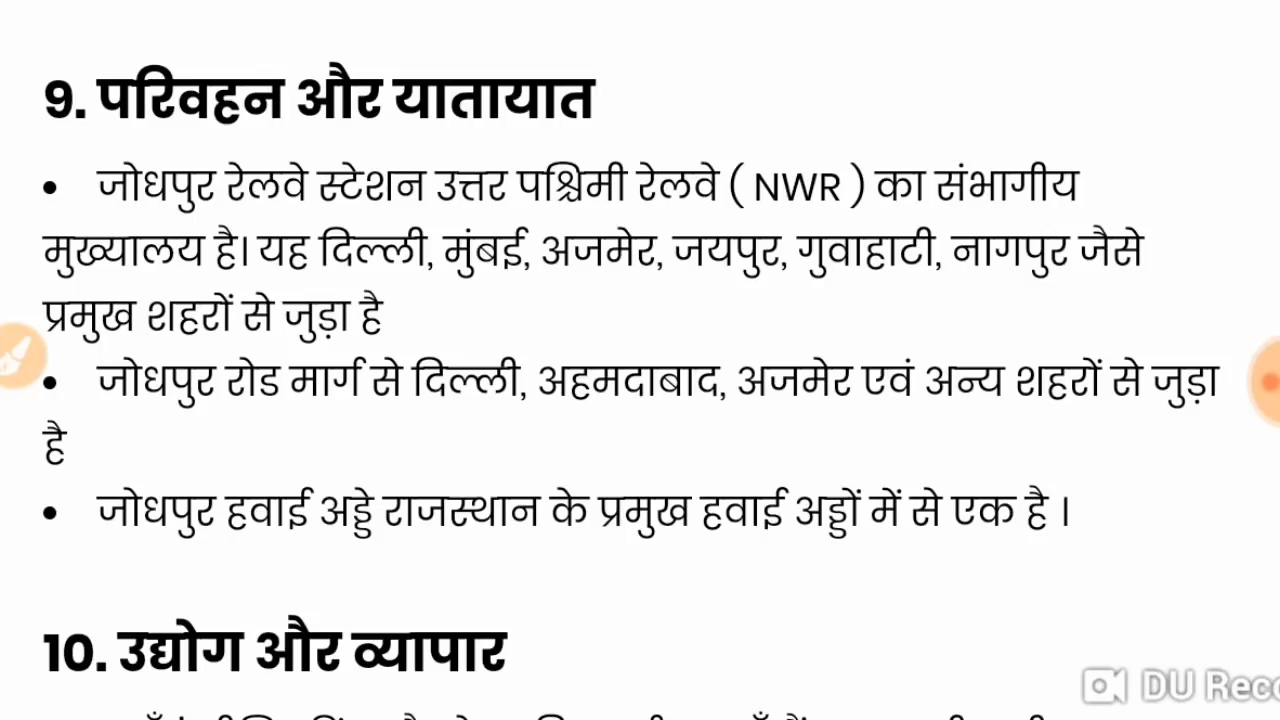 9. परिवहन और यातायात
• जोधपुर रेलवे स्टेशन उत्तर पश्चिमी रेलवे ( NWR ) का संभागीय
मुख्यालय है। यह दिल्ली, मुंबई, अजमेर, जयपुर, गुवाहाटी, नागपुर जैसे
प्रमुख शहरों से जुड़ा है
• जोधपुर रोड मार्ग से दिल्ली, अहमदाबाद, अजमेर एवं अन्य शहरों से जुड़ा
है
• जोधपुर हवाई अड्डे राजस्थान के प्रमुख हवाई अड्डों में से एक है ।
10. उद्योग और व्यापार
DU Reco